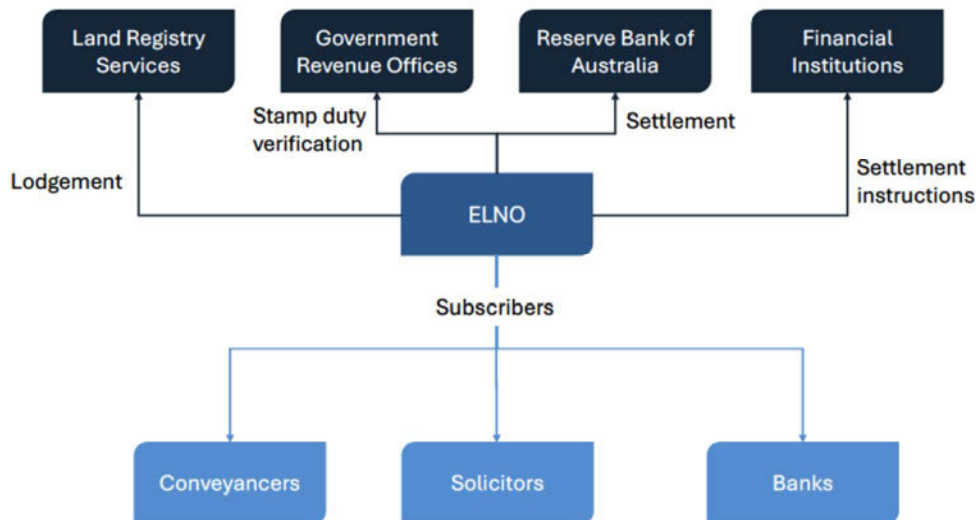 Land Registry
Services
Government
Revenue Offices
Reserve Bank of
Australia
Financial
Institutions
Stamp duty
verification
Settlement
Lodgement
Settlement
instructions
ELNO
Subscribers
Conveyancers
Solicitors
Banks